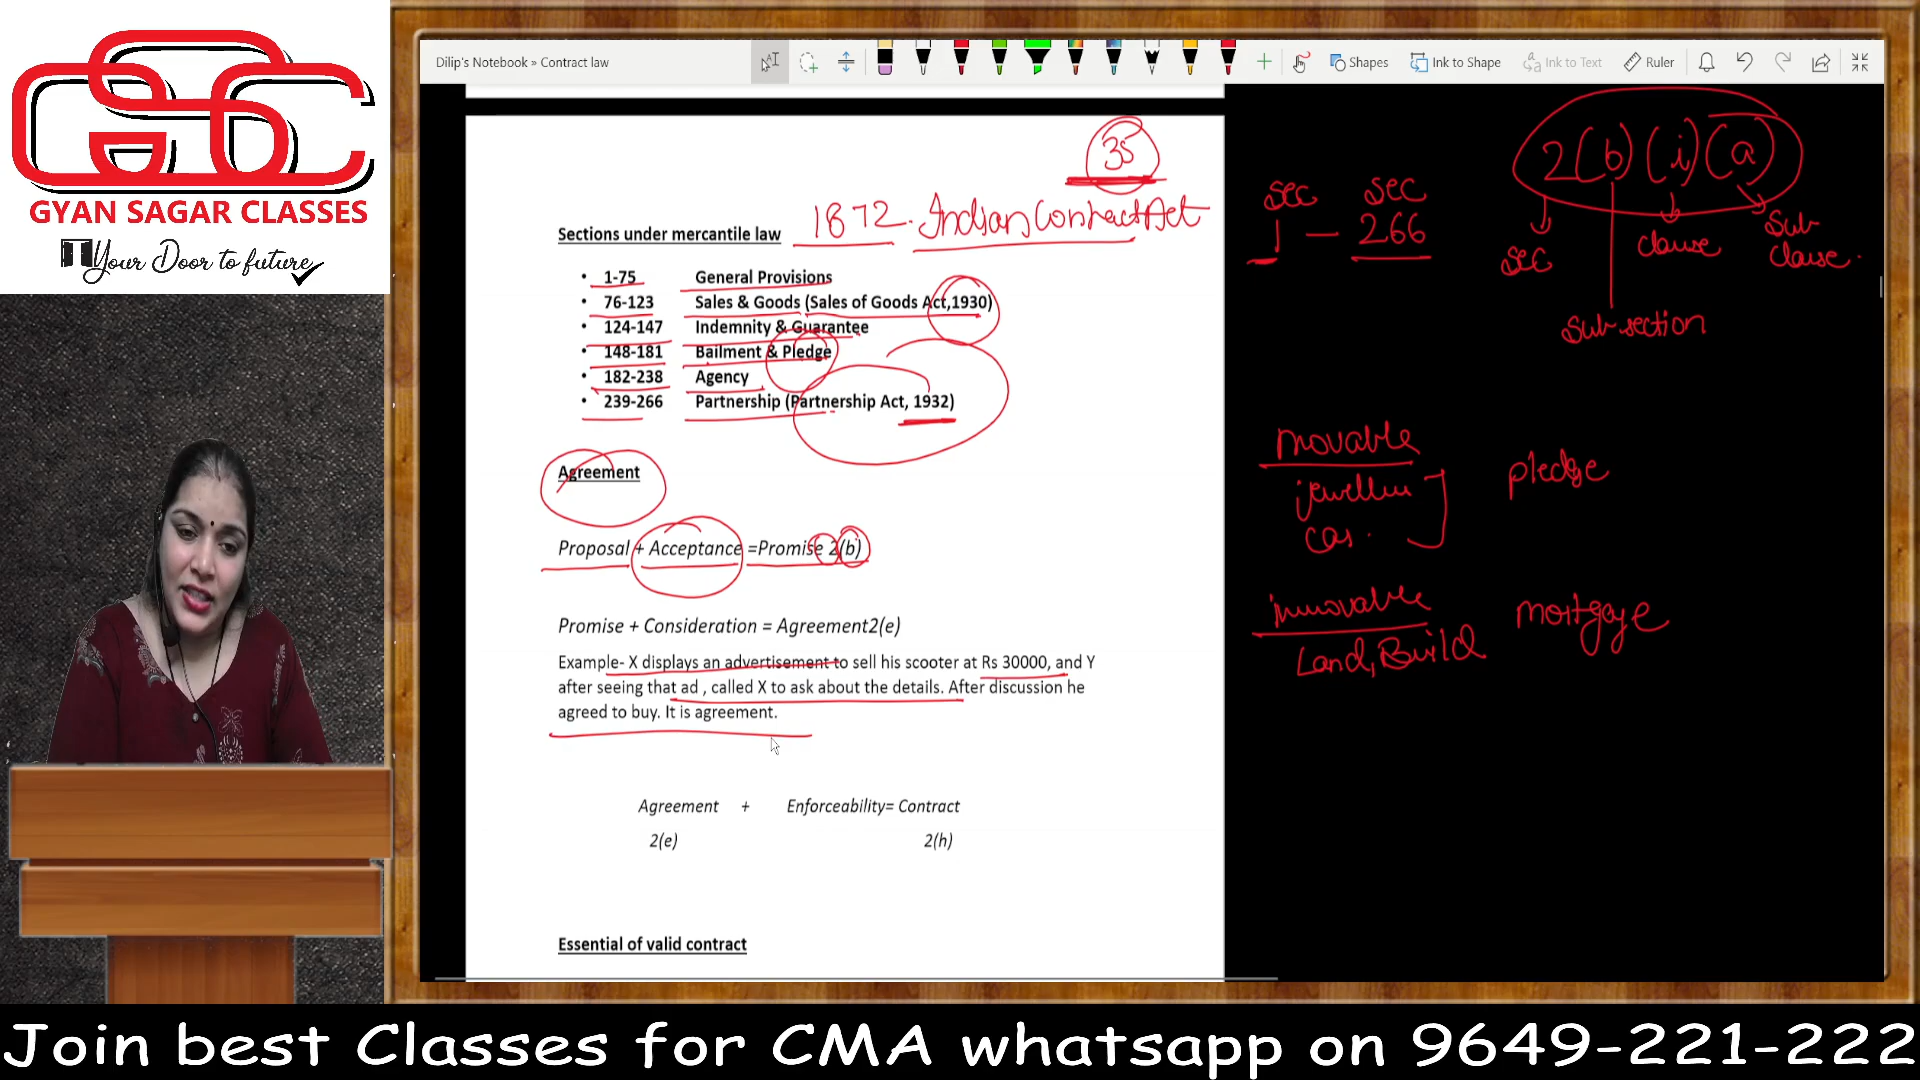 GSC
GYAN SAGAR CLASSES
Your Door to future
Dilip's Notebook » Contract law
Shapes
Ink to Shape
Ink to Text
Ruler
35
1872. Indian Contract Act
Sections under mercantile law
• 1-75 General Provisions
• 76-123 Sales & Goods (Sales of Goods Act,1930)
• 124-147 Indemnity & Guarantee
• 148-181 Bailment & Pledge
• 182-238 Agency
• 239-266 Partnership (Partnership Act, 1932)
Agreement
Proposal + Acceptance =Promise 2(b)
Promise + Consideration = Agreement2(e)
Example- X displays an advertisement to sell his scooter at Rs 30000, and Y
after seeing that ad , called X to ask about the details. After discussion he
agreed to buy. It is agreement.
Agreement + Enforceability= Contract
2(e) 2(h)
Essential of valid contract
sec sec
1 - 266
2(b)(i)(a)
sec
clause
Sub
clause.
Sub section
movable
car.
pledge
immovable
Land, Build
mortgage
Join best Classes for CMA whatsapp on 9649-221-222